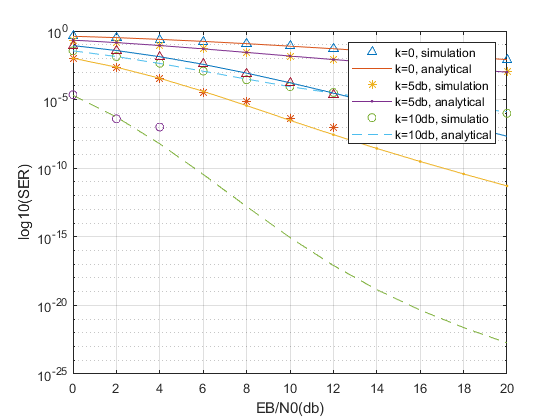 10^0
10^-5
10^-10
10^-15
10^-20
10^-25
log10(SER)
k=0, simulation
k=0, analytical
k=5db, simulation
k=5db, analytical
k=10db, simulatio
k=10db, analytical
0 2 4 6 8 10 12 14 16 18 20
EB/N0(db)